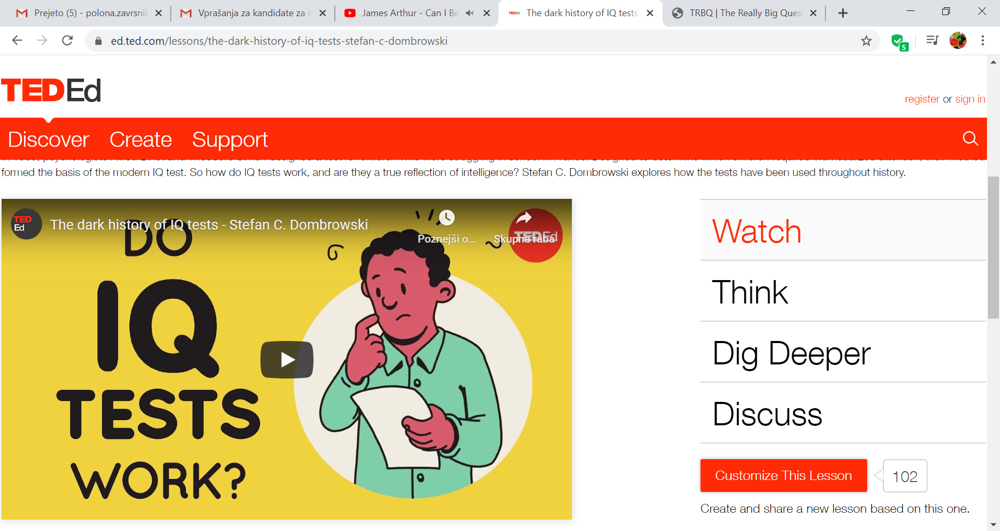 Prejeto (5) - polona.zavrsnik
Vprašanja za kandidate za r
James Arthur - Can I Be
The dark history of IQ tests
TRBQ | The Really Big Quest
ed.ted.com/lessons/the-dark-history-of-iq-tests-stefan-c-dombrowski
5
TEDEd
register or sign in
Discover Create Support
formed the basis of the modern IQ test. So how do IQ tests work, and are they a true reflection of intelligence? Stefan C. Dombrowski explores how the tests have been used throughout history.
TED Ed
The dark history of IQ tests - Stefan C. Dombrowski
Poznejši o...
Skupna raba
TEDEd
DO
IQ
TESTS
WORK?
Watch
Think
Dig Deeper
Discuss
Customize This Lesson
102
Create and share a new lesson based on this one.